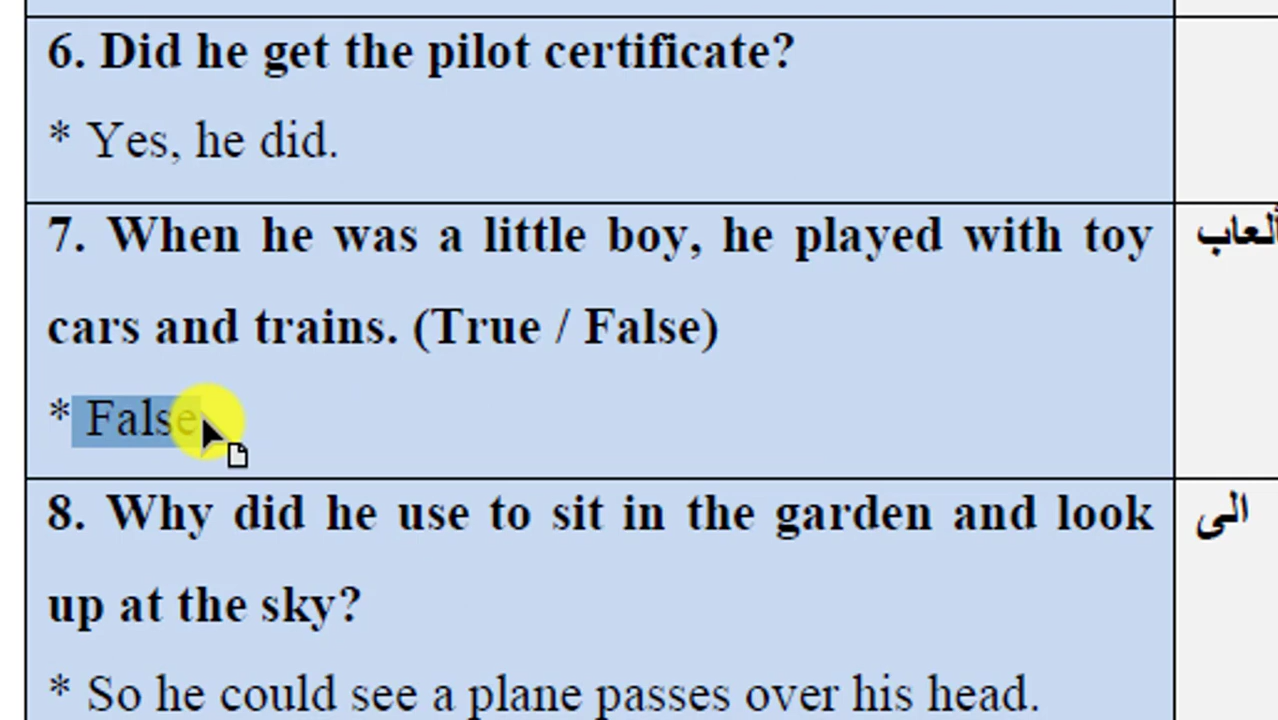 6. Did he get the pilot certificate?
* Yes, he did.
7. When he was a little boy, he played with toy
cars and trains. (True / False)
* False
8. Why did he use to sit in the garden and look
up at the sky?
* So he could see a plane passes over his head.
الى